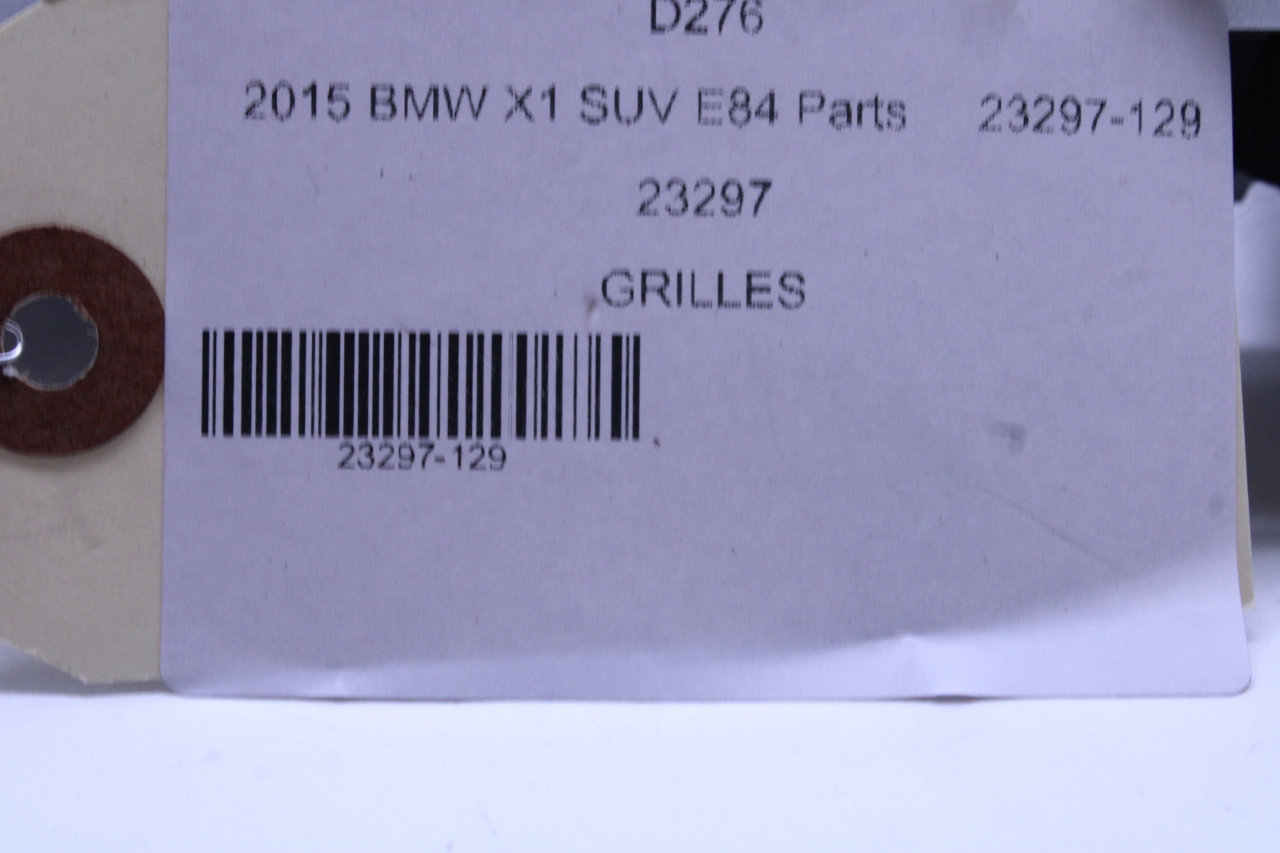 D276
2015 BMW X1 SUV E84 Parts 23297-129
23297
GRILLES
23297-129